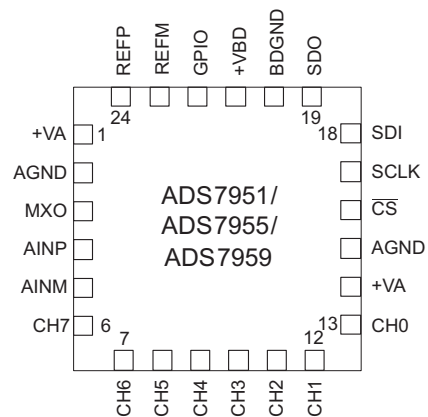 REFP
REFM
GPIO
+VBD
BDGND
SDO
24
19
+VA
1
18
SDI
AGND
SCLK
MXO
CS
AINP
AGND
AINM
+VA
CH7
6
13
CH0
ADS7951/
ADS7955/
ADS7959
7
12
CH6
CH5
CH4
CH3
CH2
CH1